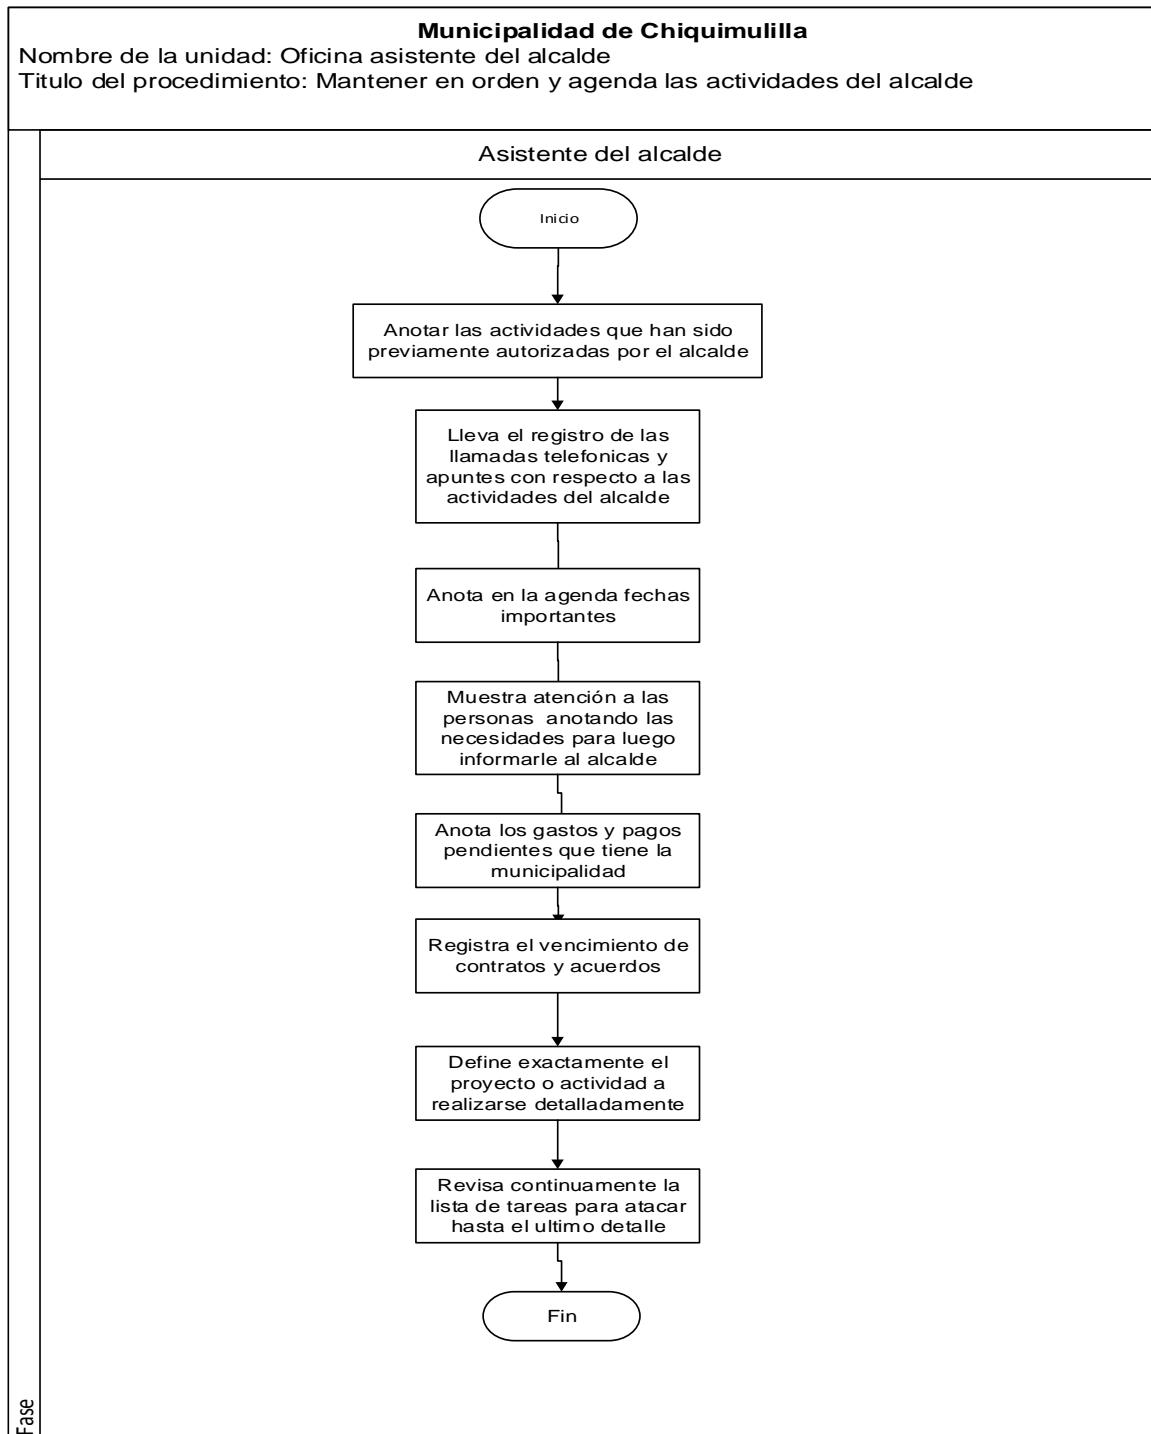 Municipalidad de Chiquimulilla
Nombre de la unidad: Oficina asistente del alcalde
Titulo del procedimiento: Mantener en orden y agenda las actividades del alcalde
Asistente del alcalde
Inicio
Anotar las actividades que han sido
previamente autorizadas por el alcalde
Lleva el registro de las
llamadas telefonicas y
apuntes con respecto a las
actividades del alcalde
Anota en la agenda fechas
importantes
Muestra atención a las
personas anotando las
necesidades para luego
informarle al alcalde
Anota los gastos y pagos
pendientes que tiene la
municipalidad
Registra el vencimiento de
contratos y acuerdos
Define exactamente el
proyecto o actividad a
realizarse detalladamente
Revisa continuamente la
lista de tareas para atacar
hasta el ultimo detalle
Fin
Fase